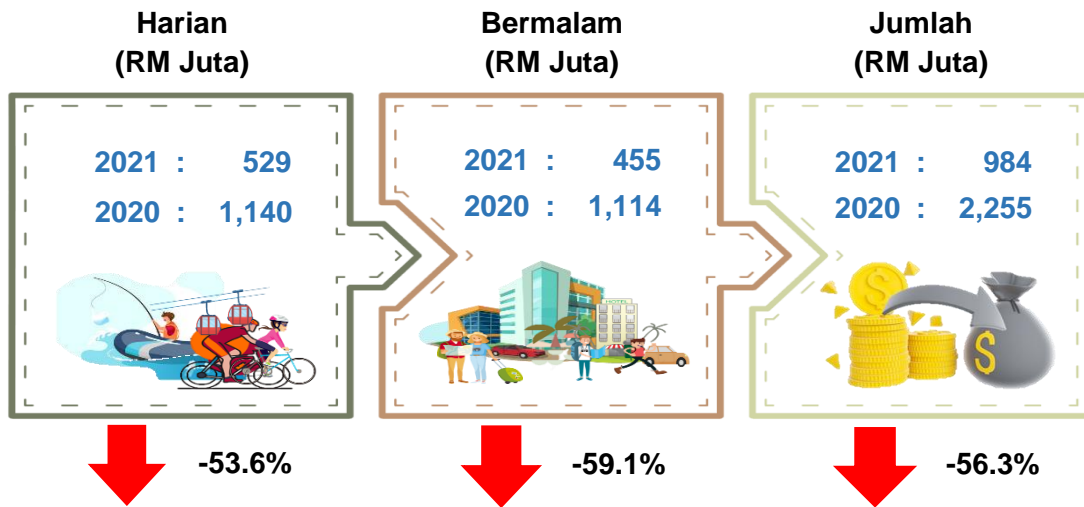 Harian
(RM Juta)
2021 : 529
2020 : 1,140
-53.6%
Bermalam
(RM Juta)
2021 : 455
2020 : 1,114
HOTEL
-59.1%
Jumlah
(RM Juta)
2021 : 984
2020 : 2,255
$
$
-56.3%